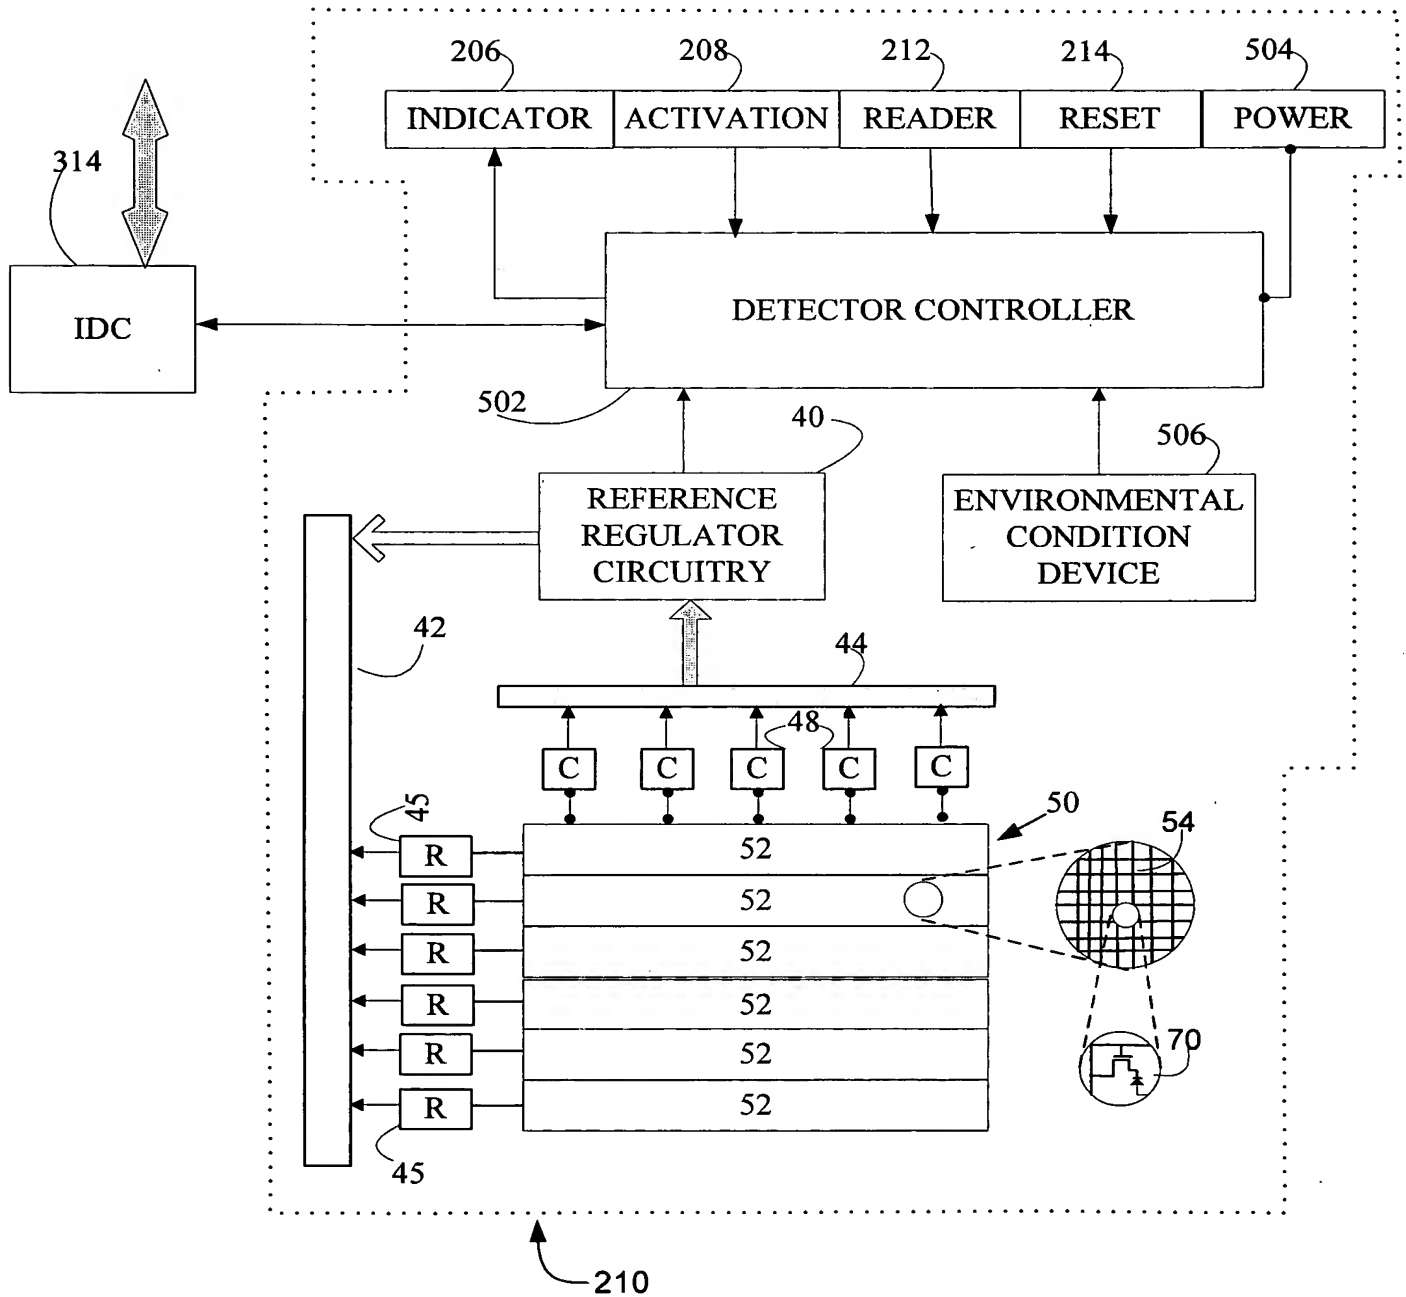 206
208
212
214
504
INDICATOR
ACTIVATION
READER
RESET
POWER
314
IDC
DETECTOR CONTROLLER
502
40
506
REFERENCE
REGULATOR
CIRCUITRY
ENVIRONMENTAL
CONDITION
DEVICE
42
44
48
C
C
C
C
C
50
45
54
R
52
R
52
R
52
R
52
R
52
70
R
52
45
210